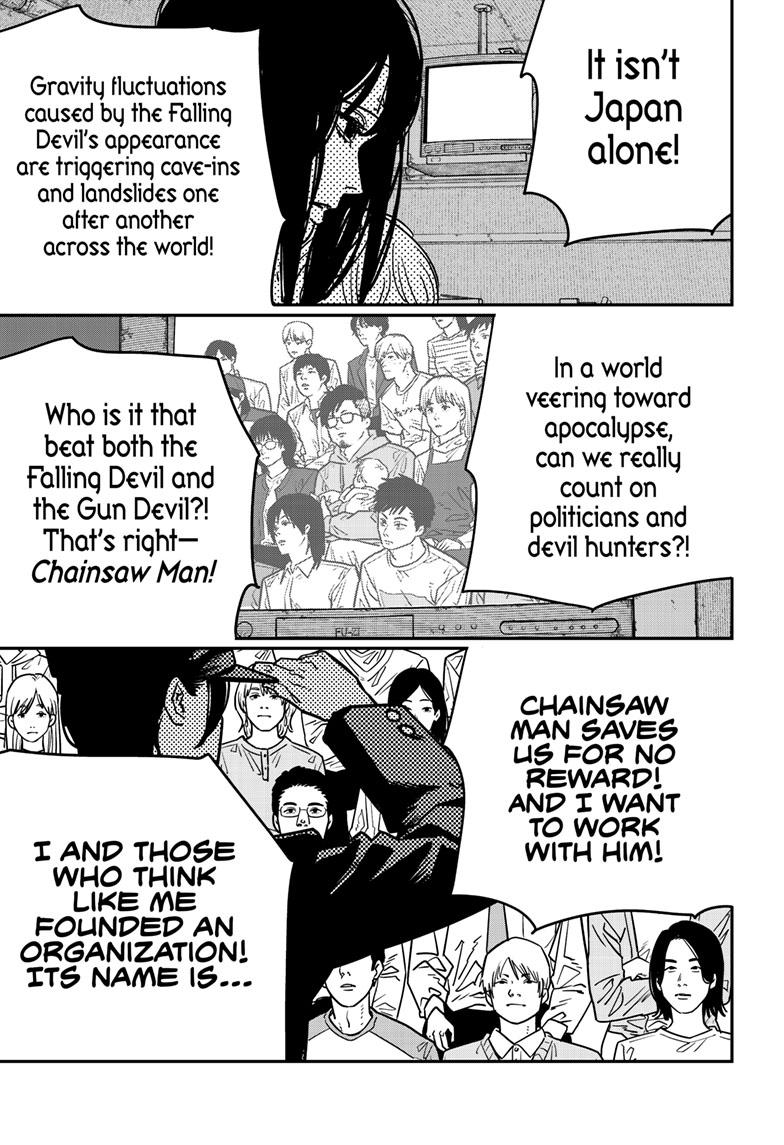 It isn't
Japan
alone!
Gravity fluctuations
caused by the Falling
Devil's appearance
are triggering cave-ins
and landslides one
after another
across the world!
In a world
veering toward
apocalypse,
can we really
count on
politicians and
devil hunters?!
Who is it that
beat both the
Falling Devil and
the Gun Devil?!
That's right—
Chainsaw Man!
CHAINSAW
MAN SAVES
US FOR NO
REWARD!
AND I WANT
TO WORK
WITH HIM!
I AND THOSE
WHO THINK
LIKE ME
FOUNDED AN
ORGANIZATION!
ITS NAME IS...